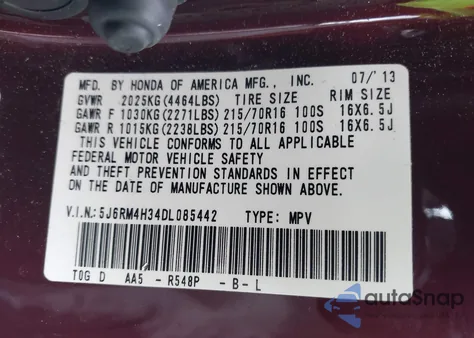 MFD. BY HONDA OF AMERICA MFG., INC. 07/'13
GVWR 2025KG(4464LBS) TIRE SIZE RIM SIZE
GAWR F 1030KG(2271LBS) 215/70R16 100S 16X6.5J
GAWR R 1015KG(2238LBS) 215/70R16 100S 16X6.5J
THIS VEHICLE CONFORMS TO ALL APPLICABLE
FEDERAL MOTOR VEHICLE SAFETY
AND THEFT PREVENTION STANDARDS IN EFFECT
ON THE DATE OF MANUFACTURE SHOWN ABOVE.
V.I.N.:5J6RM4H34DL085442 TYPE: MPV
T0G D AA5 - R548P - B - L
autoSnap